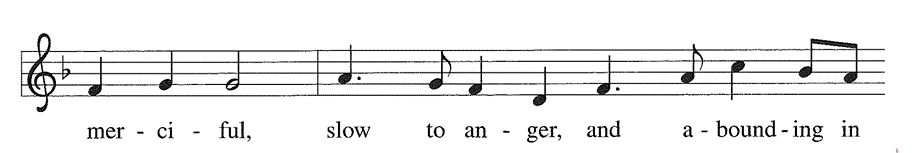 mer - ci - ful, slow to an - ger, and a - bound - ing in